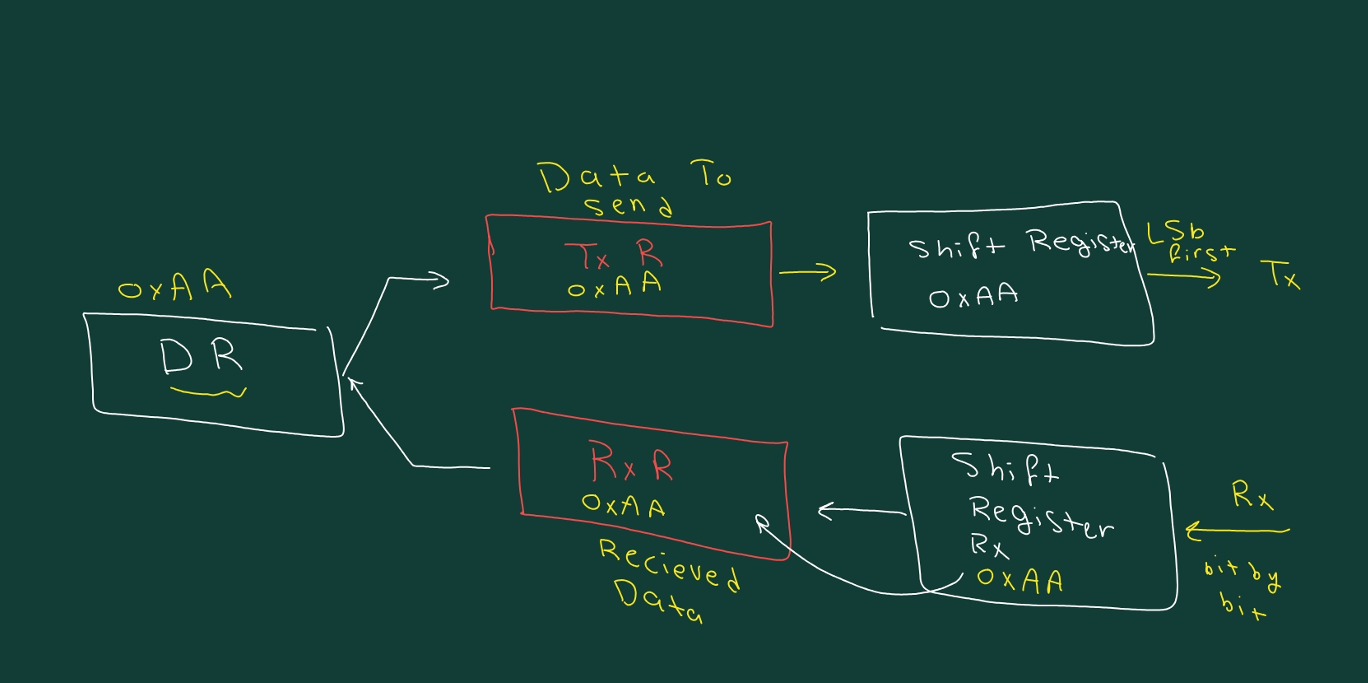 0xAA
DR
Data To
send
Tx R
0xAA
Shift Register
0xAA
LSb
first
Tx
RxR
0xAA
Recieved
Data
Shift
Register
Rx
0xAA
Rx
bit by
bit